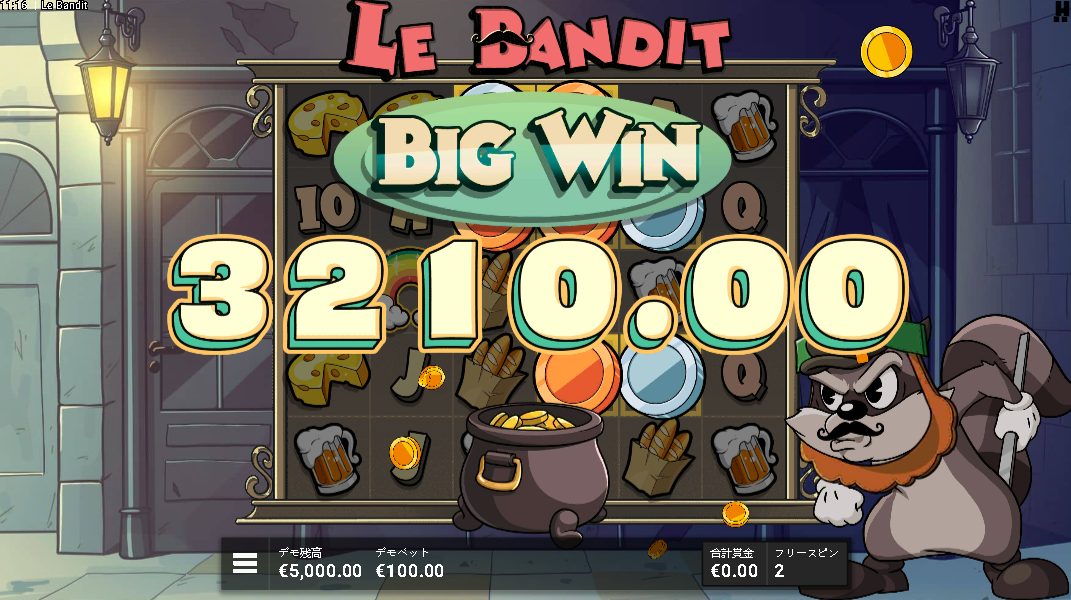 11:16 | Le Bandit
LE BANDIT
BIG WIN
10 A Q
3210.00
J Q
J
デモ残高 デモベット 合計賞金 フリースピン
€5,000.00 €100.00 €0.00 2